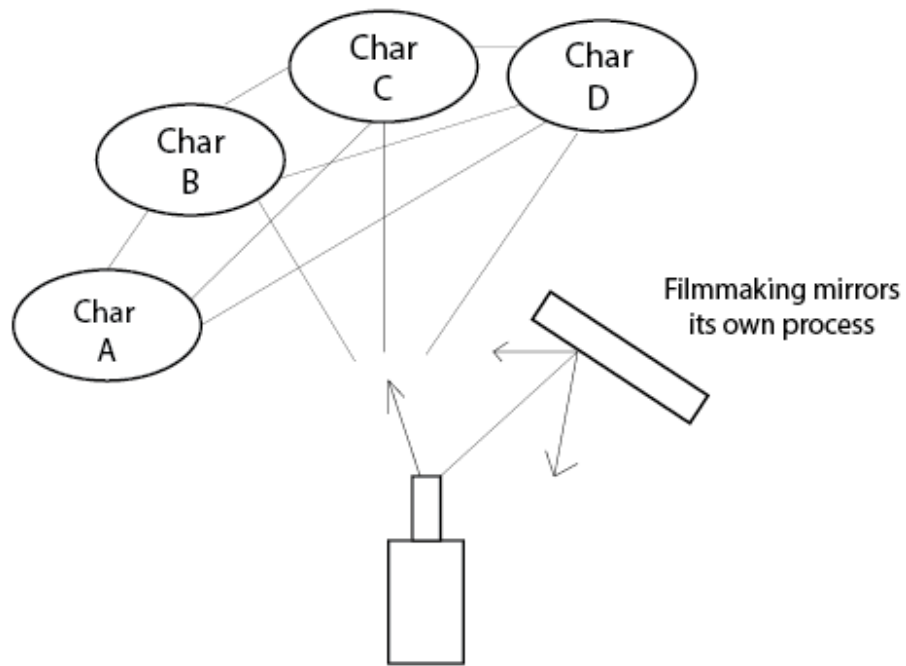 Char
C
Char
D
Char
B
Char
A
Filmmaking mirrors
its own process